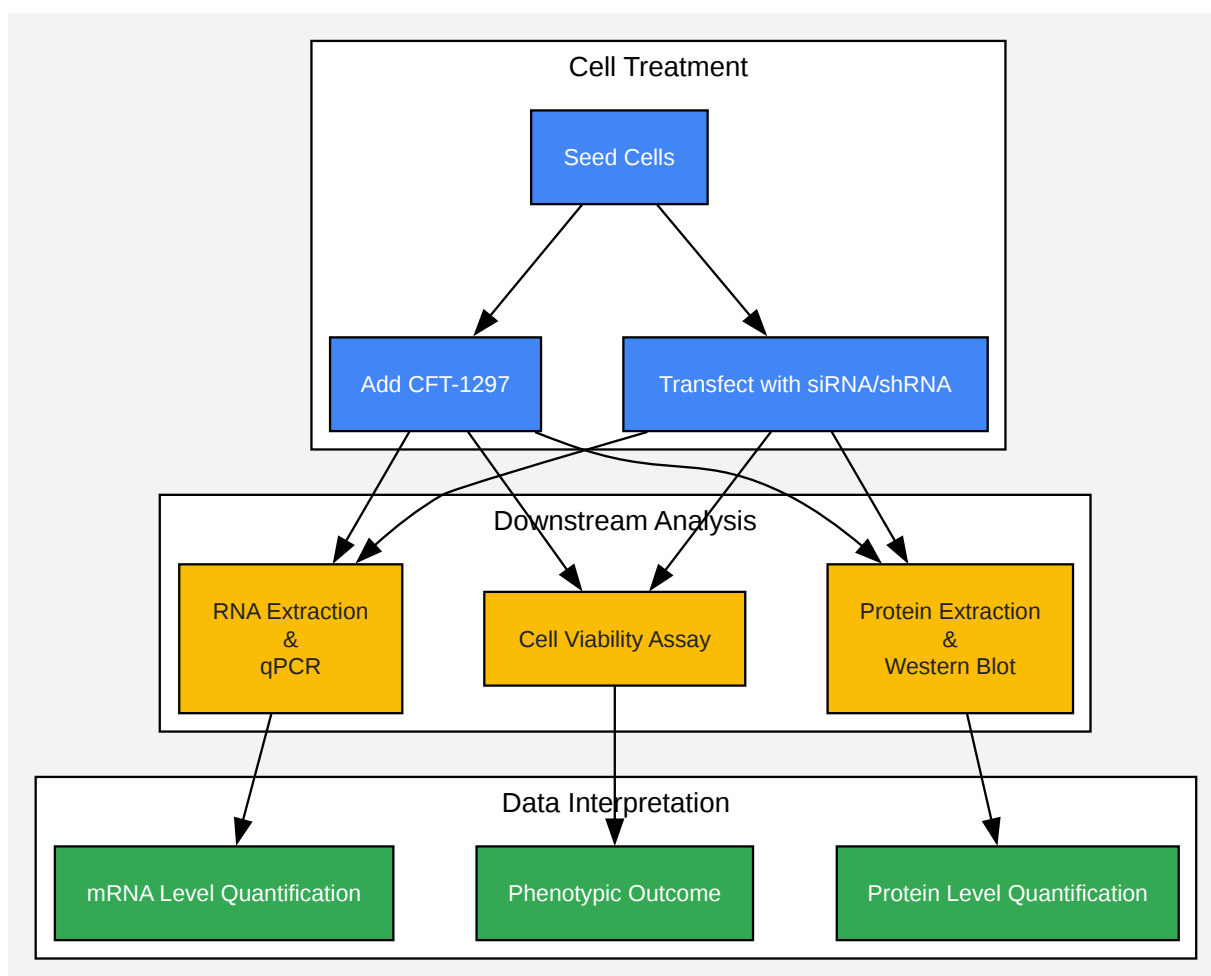 Cell Treatment
Seed Cells
Add CFT-1297
Transfect with siRNA/shRNA
Downstream Analysis
RNA Extraction
&
qPCR
Cell Viability Assay
Protein Extraction
&
Western Blot
Data Interpretation
mRNA Level Quantification
Phenotypic Outcome
Protein Level Quantification